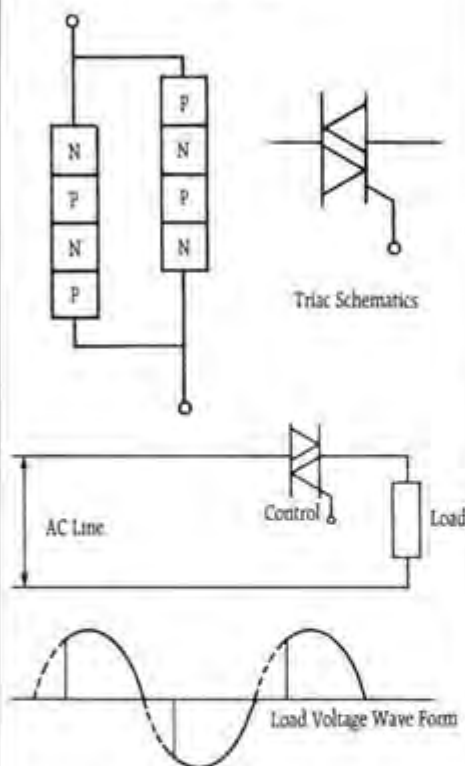 P
N
P
N
N
P
N
P
Triac Schematics
AC Line.
Control
Load
Load Voltage Wave Form